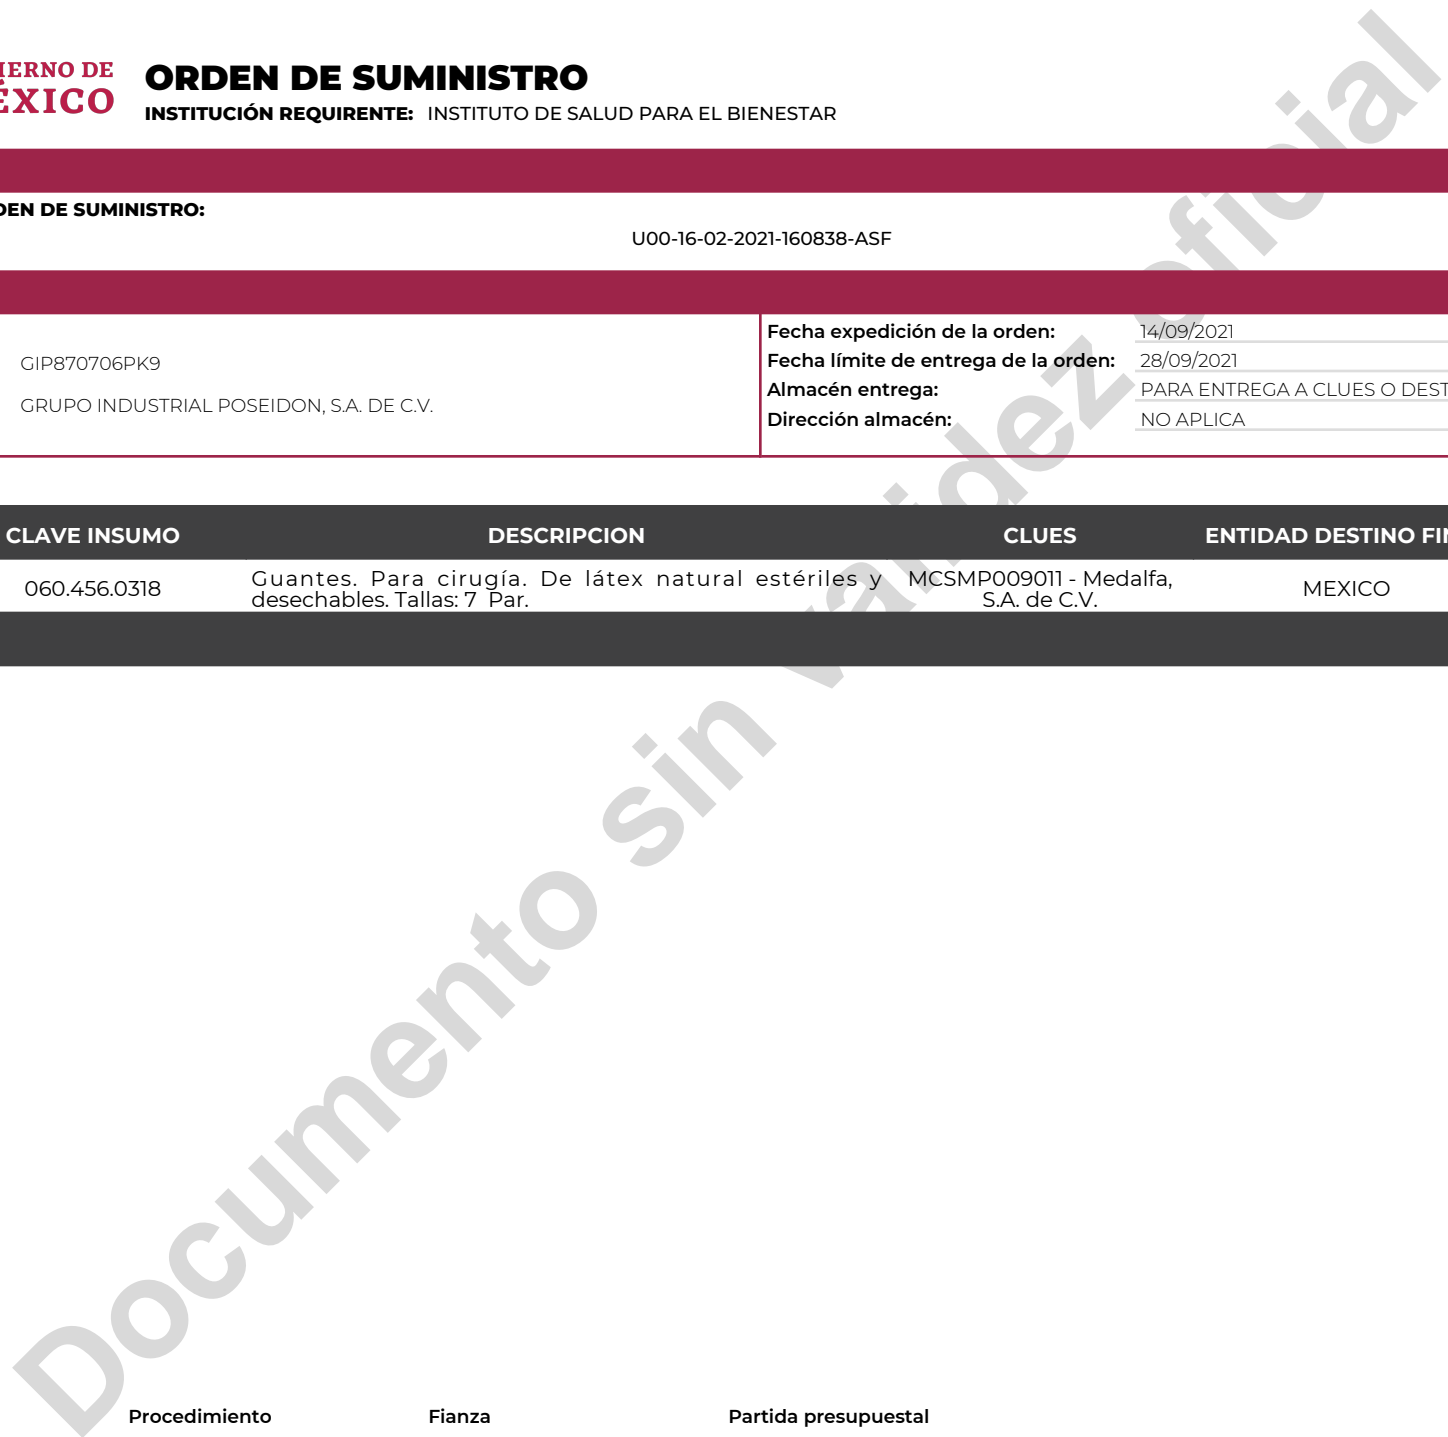 IERNO DE
ÉXICO
ORDEN DE SUMINISTRO
INSTITUCIÓN REQUIRENTE: INSTITUTO DE SALUD PARA EL BIENESTAR
DEN DE SUMINISTRO:
U00-16-02-2021-160838-ASF
GIP870706PK9
GRUPO INDUSTRIAL POSEIDON, S.A. DE C.V.
Fecha expedición de la orden: 14/09/2021
Fecha límite de entrega de la orden: 28/09/2021
Almacén entrega: PARA ENTREGA A CLUES O DEST
Dirección almacén: NO APLICA
CLAVE INSUMO DESCRIPCION CLUES ENTIDAD DESTINO FIN
060.456.0318
Guantes. Para cirugía. De látex natural estériles y
desechables. Tallas: 7 Par.
MCSMP009011 - Medalfa,
S.A. de C.V.
MEXICO
Documento sin validez oficial
Procedimiento Fianza Partida presupuestal